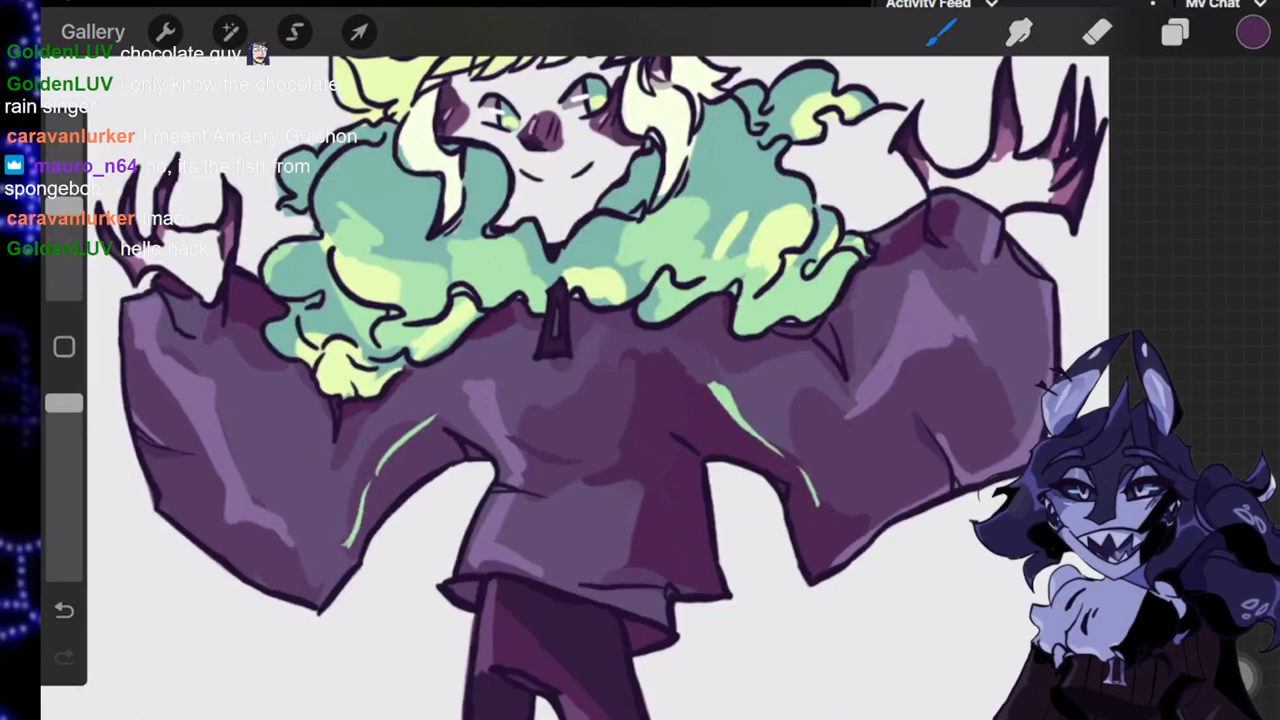 Activity Feed
My Chat
Gallery
GoldenLUV chocolate guy
GoldenLUV I only know the chocolate
rain singer
caravanlurker I meant Amaury Guichon
mauro_n64 no, its the fish from
spongebob
caravanlurker lmao
GoldenLUV hello back